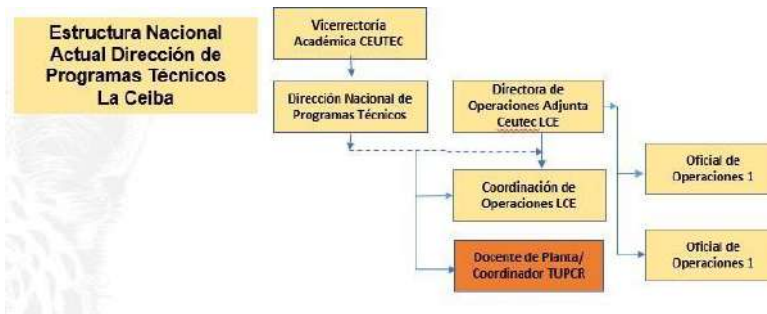 Estructura Nacional
Actual Dirección de
Programas Técnicos
La Ceiba
Vicerrectoría
Académica CEUTEC
Dirección Nacional de
Programas Técnicos
Directora de
Operaciones Adjunta
Ceutec LCE
Coordinación de
Operaciones LCE
Docente de Planta/
Coordinador TUPCR
Oficial de
Operaciones 1
Oficial de
Operaciones 1